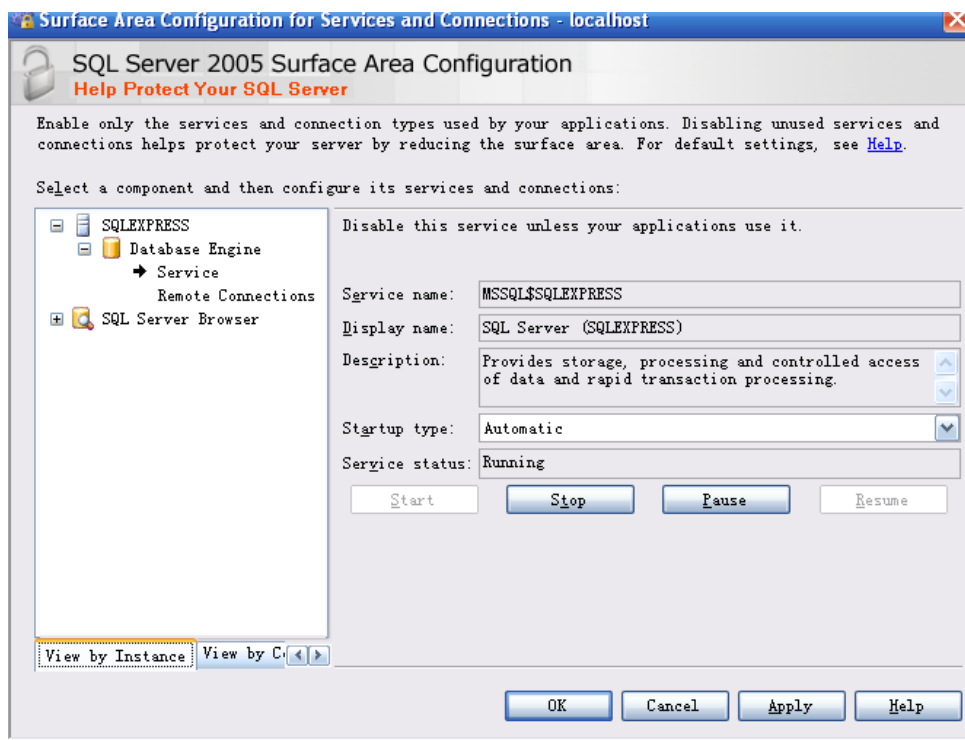 Surface Area Configuration for Services and Connections - localhost
SQL Server 2005 Surface Area Configuration
Help Protect Your SQL Server
Enable only the services and connection types used by your applications. Disabling unused services and
connections helps protect your server by reducing the surface area. For default settings, see Help.
Select a component and then configure its services and connections:
SQLEXPRESS
Database Engine
Service
Remote Connections
SQL Server Browser
Disable this service unless your applications use it.
Service name: MSSQL$SQLEXPRESS
Display name: SQL Server (SQLEXPRESS)
Description: Provides storage, processing and controlled access
of data and rapid transaction processing.
Startup type: Automatic
Service status: Running
Start Stop Pause Resume
View by Instance View by C
OK Cancel Apply Help